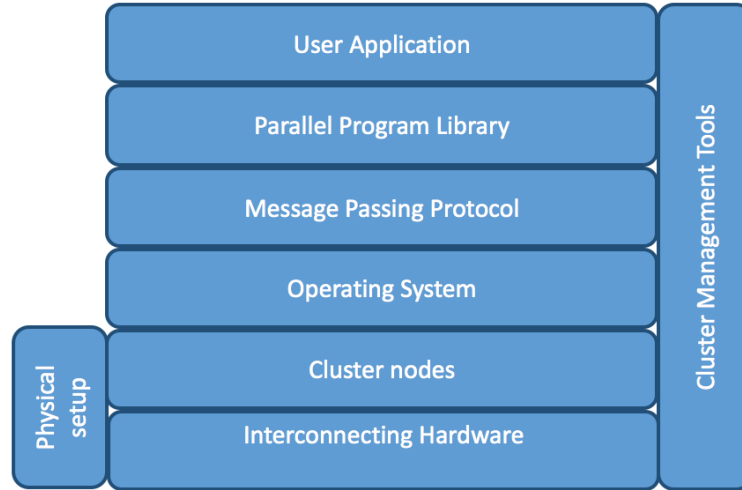 User Application
Parallel Program Library
Message Passing Protocol
Operating System
Cluster nodes
Interconnecting Hardware
Physical
setup
Cluster Management Tools